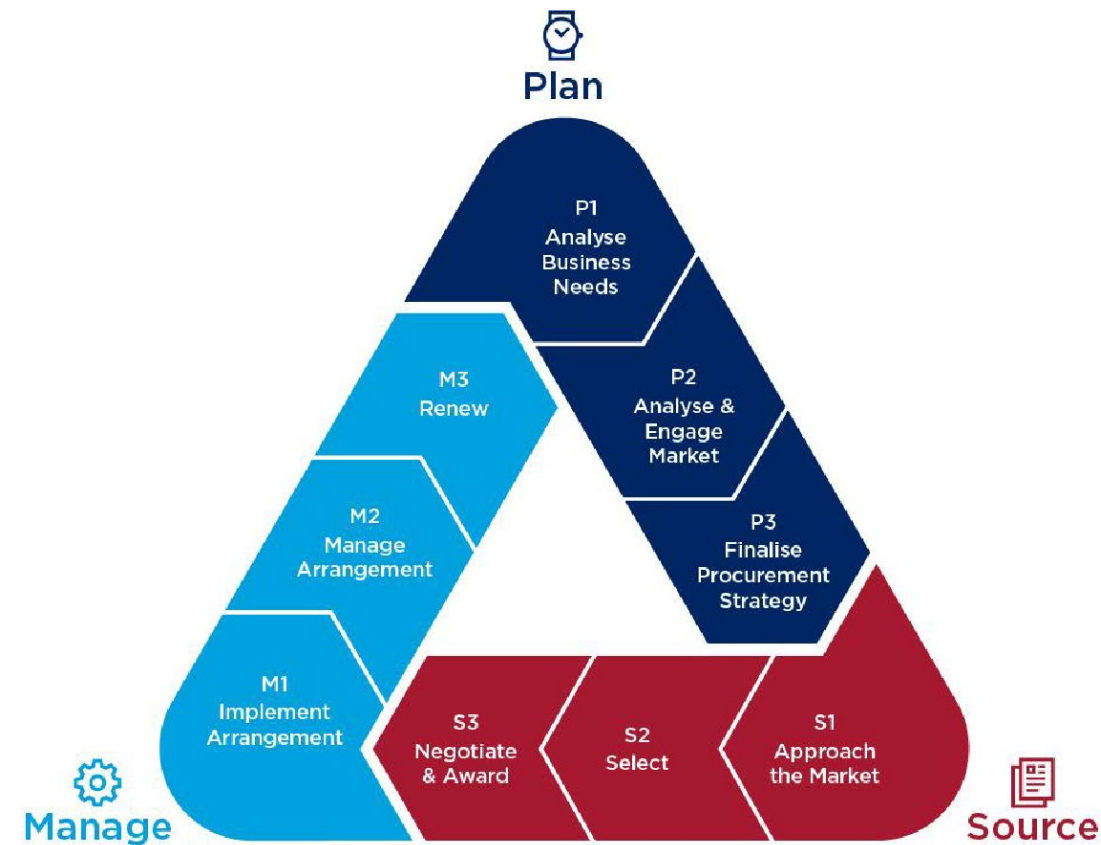 Plan
P1
Analyse
Business
Needs
P2
Analyse &
Engage
Market
P3
Finalise
Procurement
Strategy
Source
S1
Approach
the Market
S2
Select
S3
Negotiate
& Award
Manage
M1
Implement
Arrangement
M2
Manage
Arrangement
M3
Renew